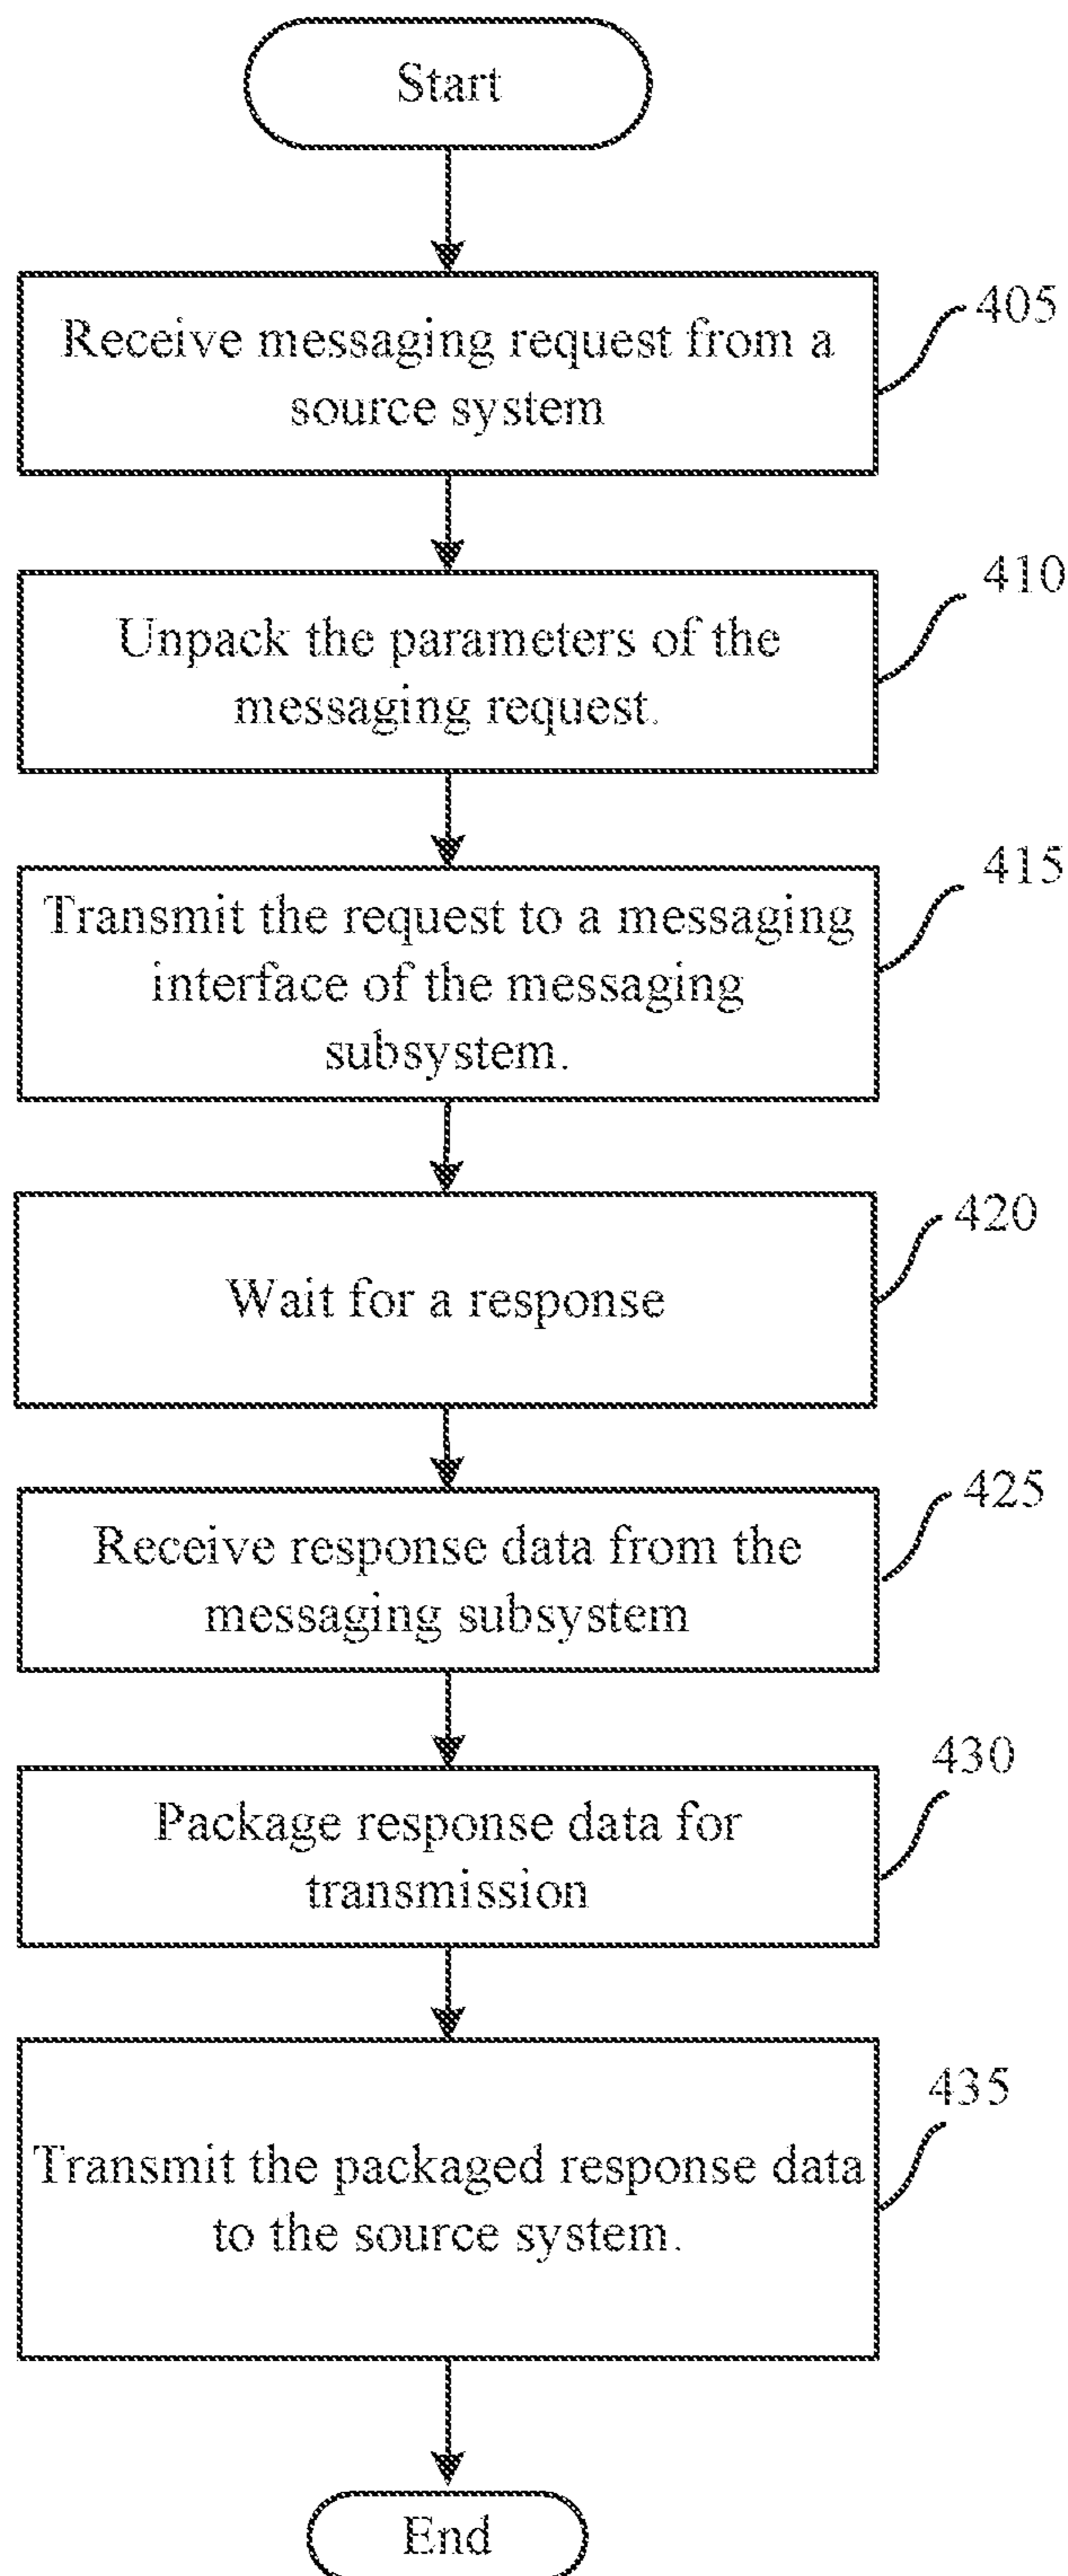 Start
Receive messaging request from a
source system
405
Unpack the parameters of the
messaging request.
410
Transmit the request to a messaging
interface of the messaging
subsystem.
415
Wait for a response
420
Receive response data from the
messaging subsystem
425
Package response data for
transmission
430
Transmit the packaged response data
to the source system.
435
End